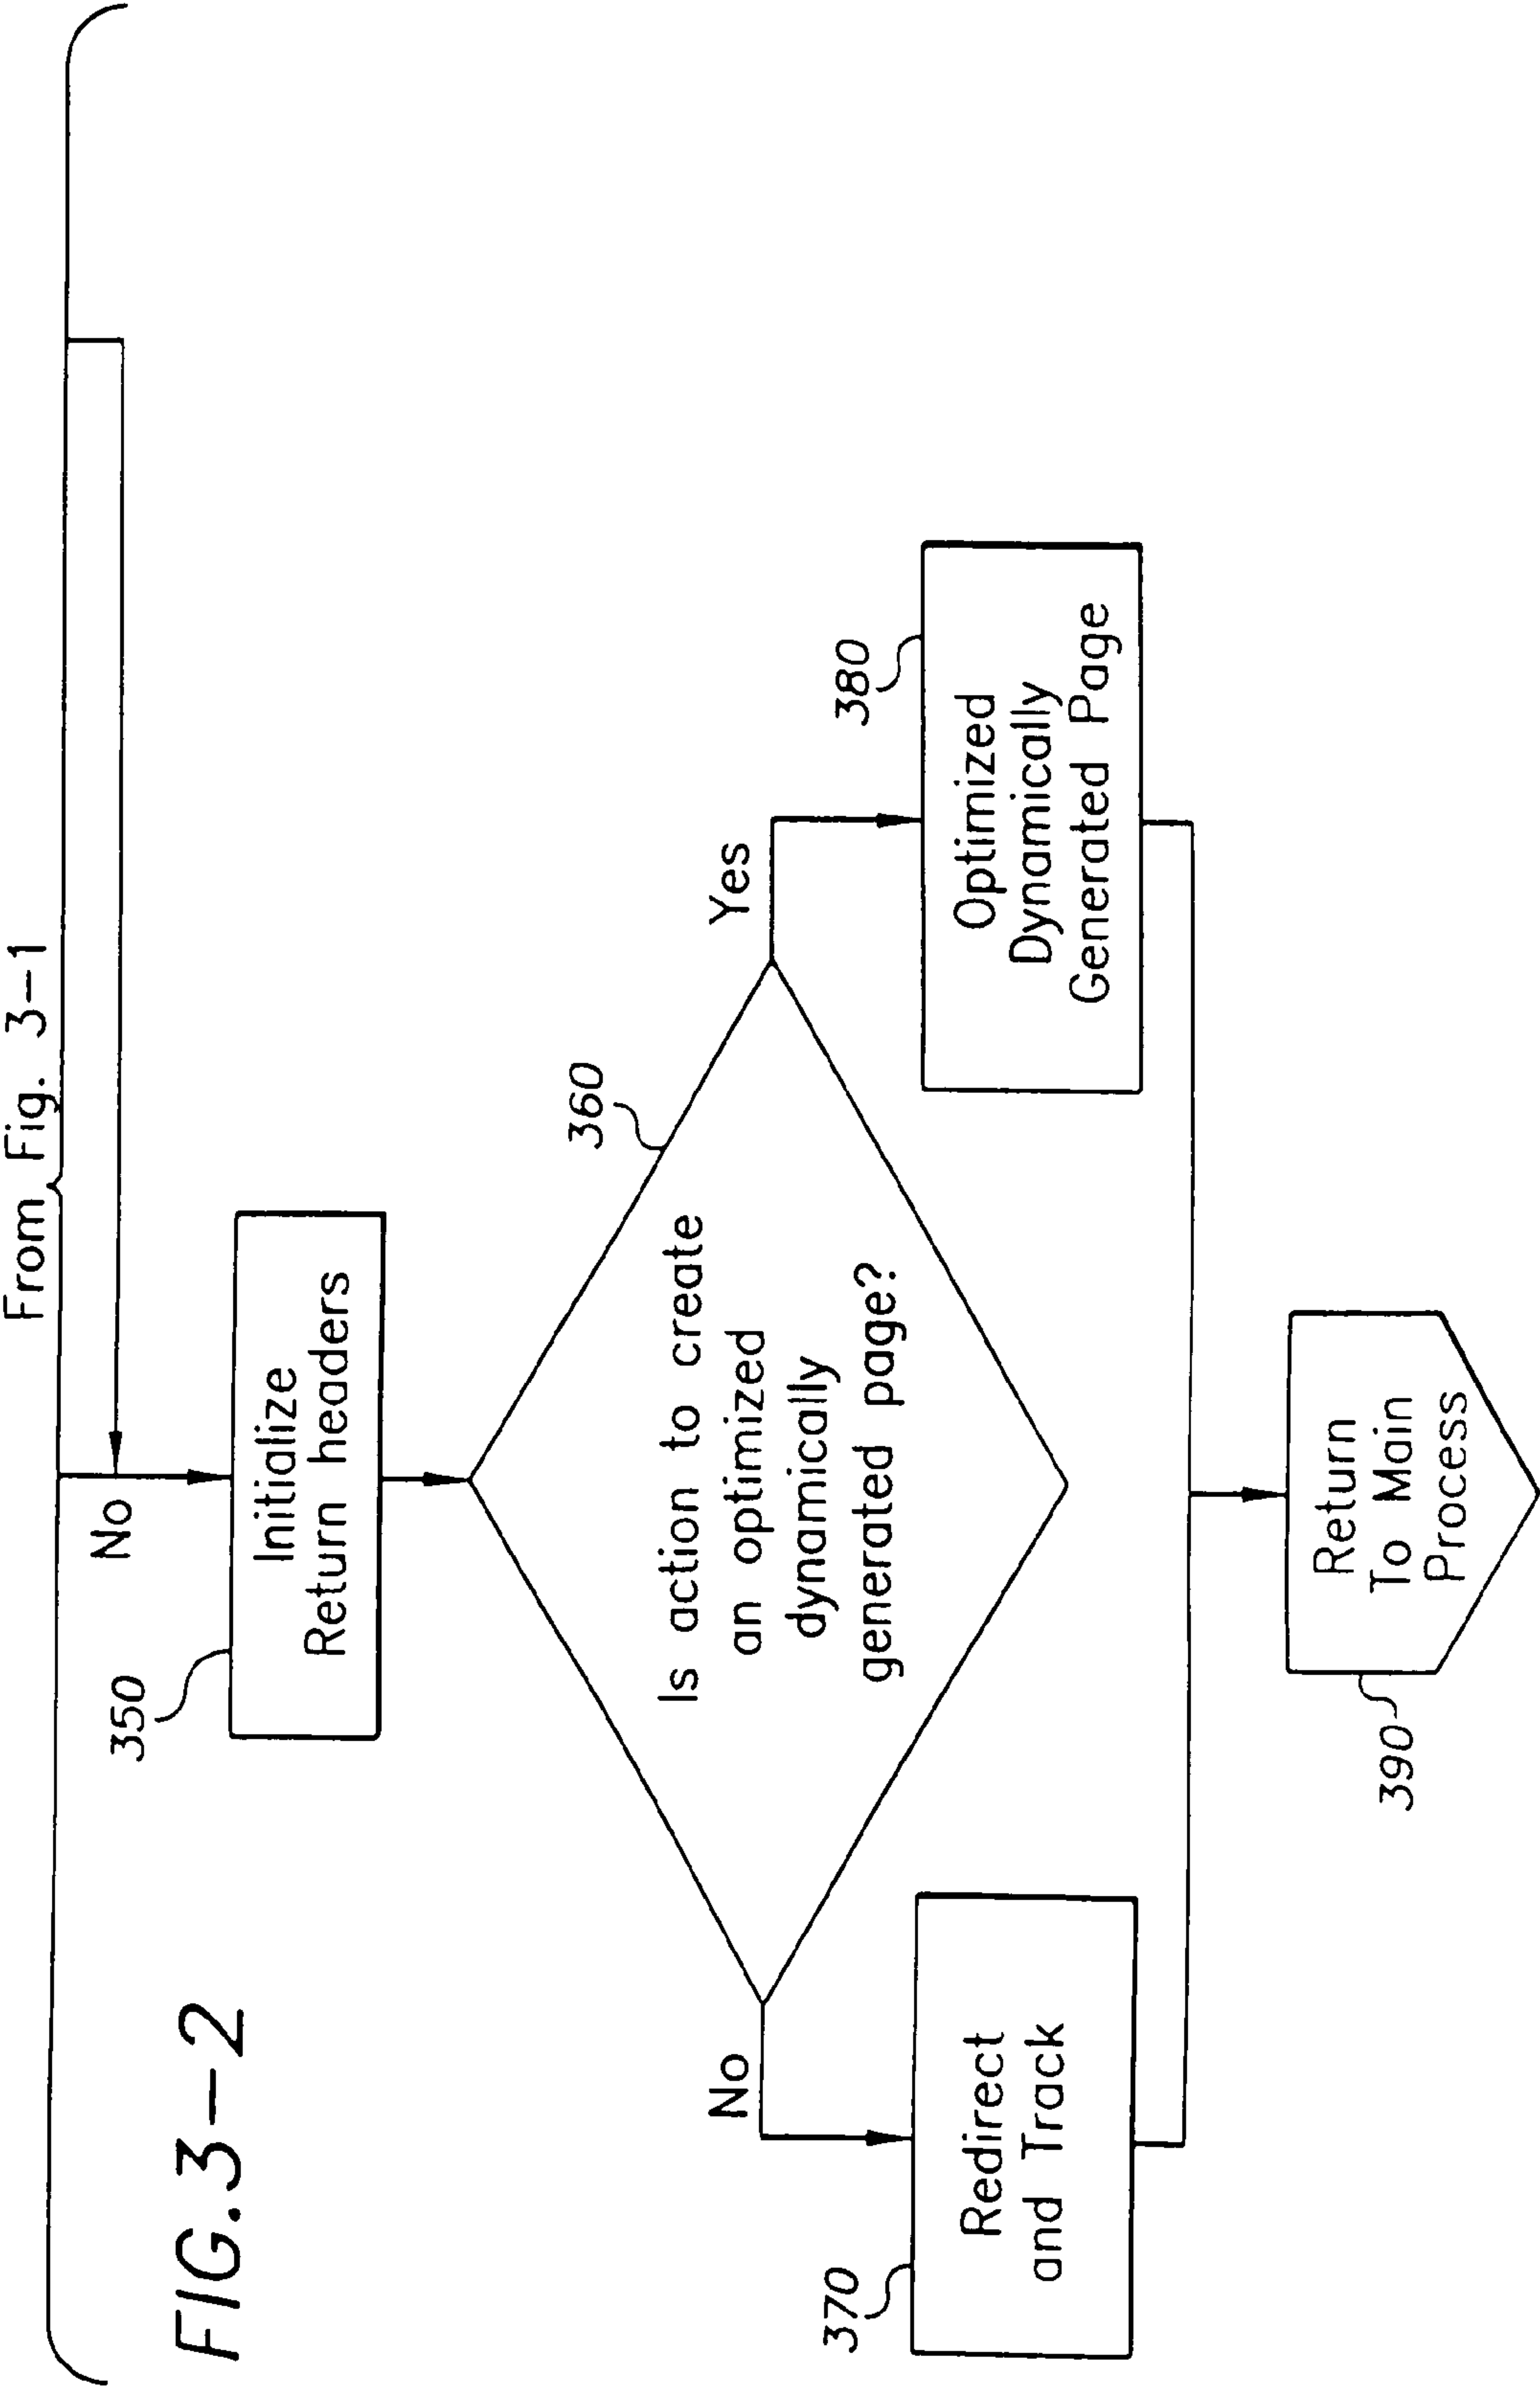 From Fig. 3-1
FIG.3-2
No
350
Initialize
Return headers
360
Is action to create
an optimized
dynamically
generated page?
No
Yes
370
Redirect
and Track
380
Optimized
Dynamically
Generated Page
390
Return
To Main
Process